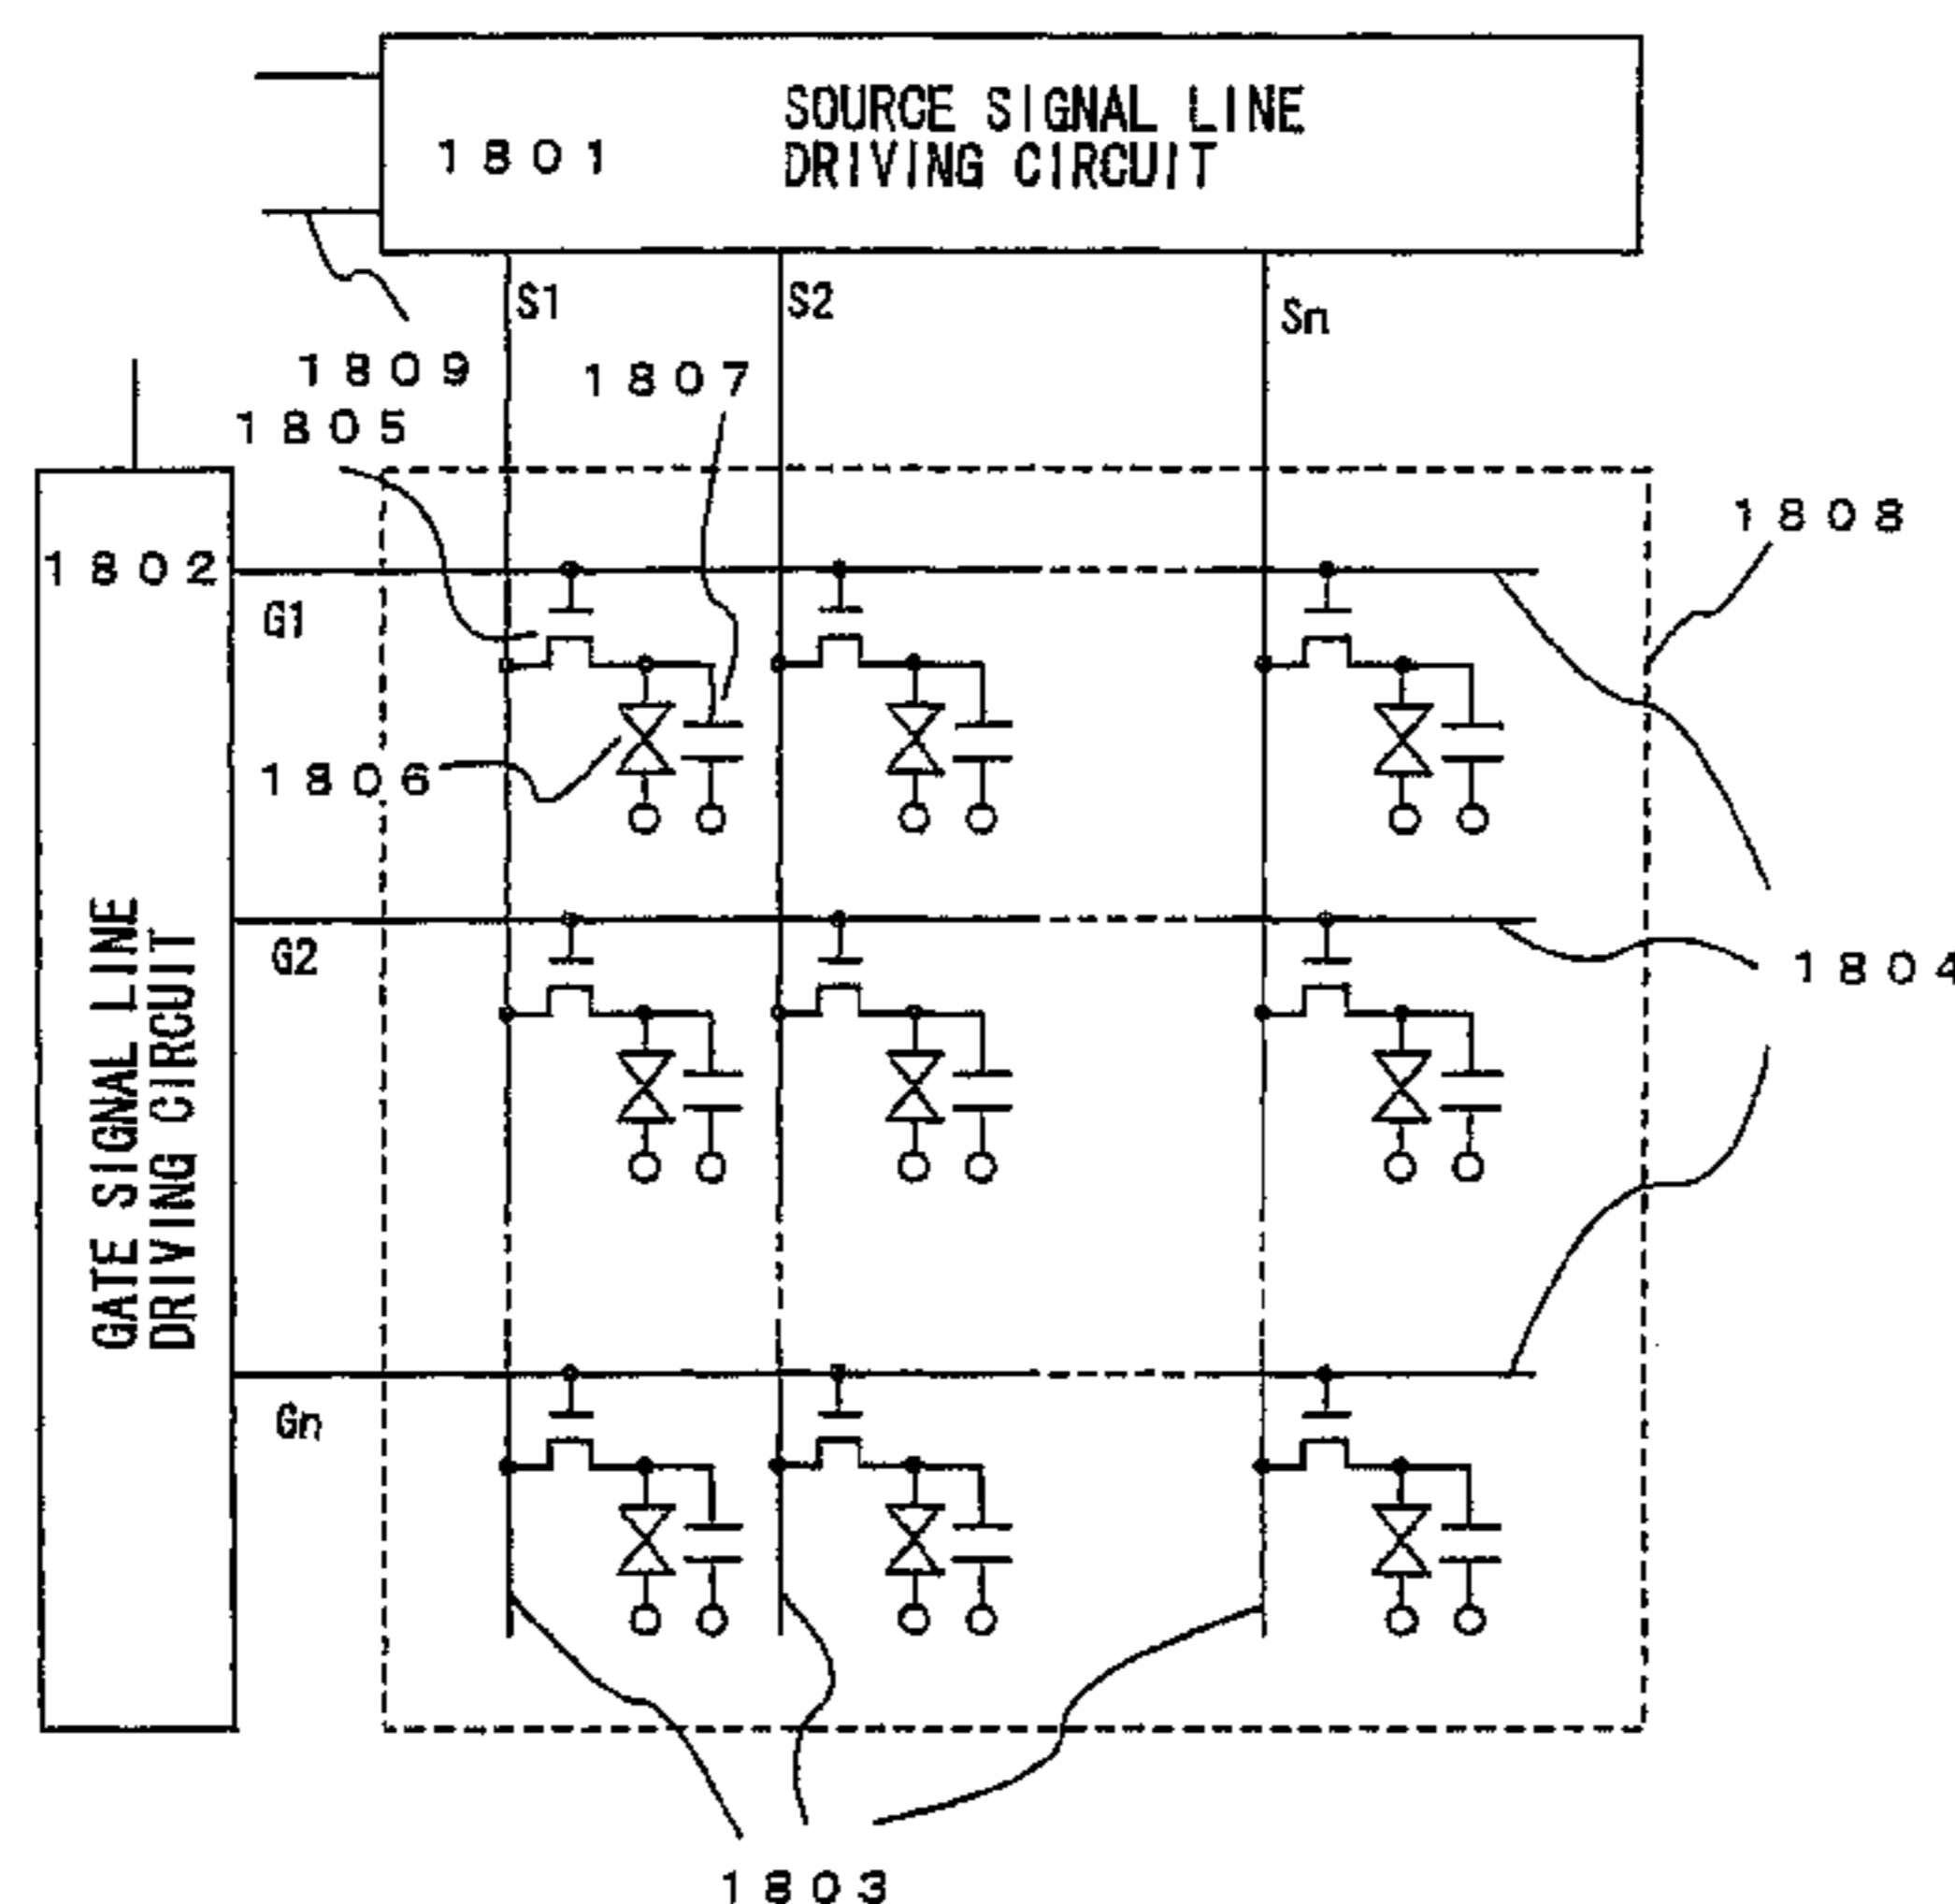 SOURCE SIGNAL LINE
DRIVING CIRCUIT
1801
S1
S2
Sn
1809
1807
1805
1808
1802
G1
1806
GATE SIGNAL LINE
DRIVING CIRCUIT
G2
1804
Gn
1803